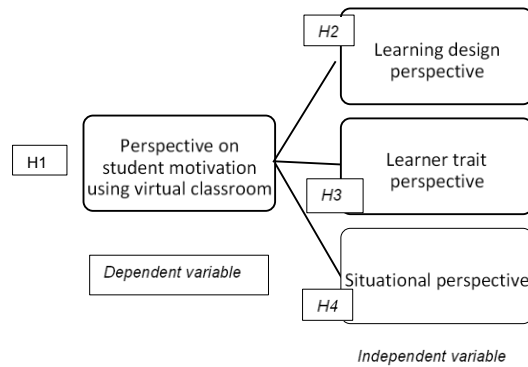 H2
Learning design
perspective
H1
Perspective on
student motivation
using virtual classroom
Learner trait
perspective
H3
Dependent variable
Situational perspective
H4
Independent variable